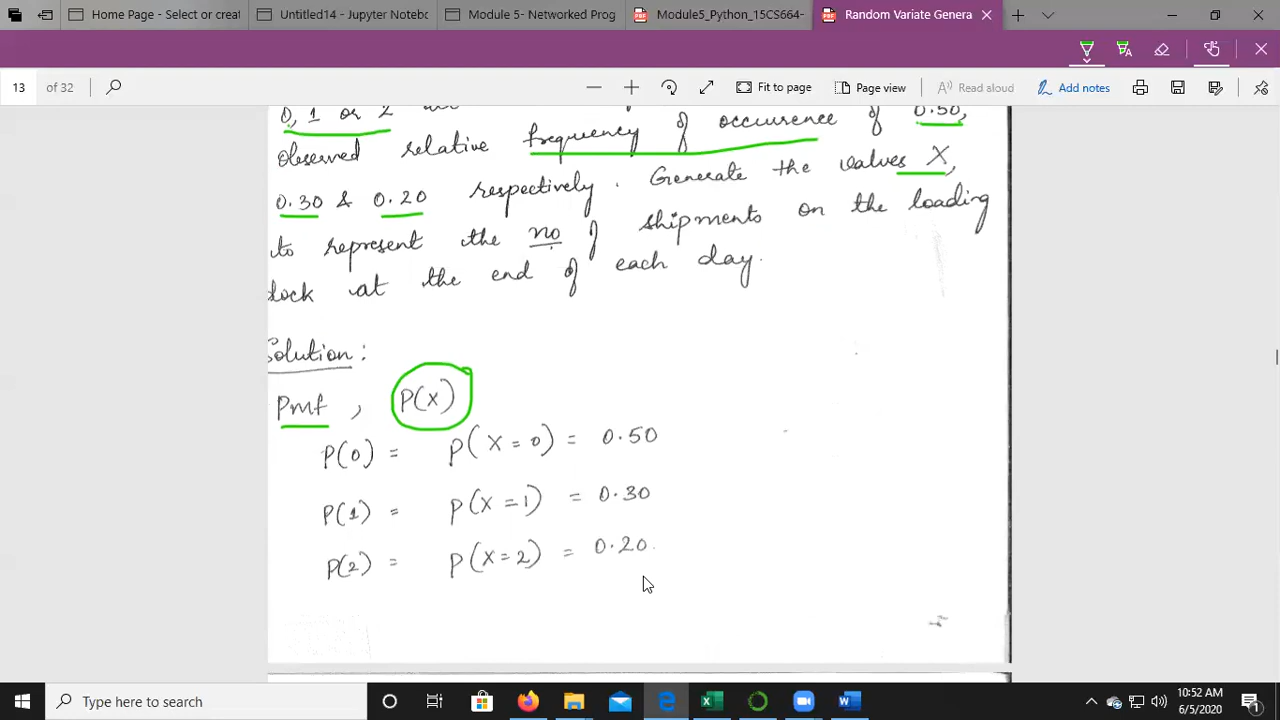 Home Page - Select or creat
Untitled14 - Jupyter Notebo
Module 5- Networked Prog
Module5_Python_15CS664-
Random Variate Genera
13 of 32
Fit to page
Page view
Read aloud
Add notes
0, 1 or 2 of 0.50,
observed relative frequency of occurrence of
0.30 & 0.20 respectively. Generate the values X,
to represent the no of shipments on the loading
dock at the end of each day.
Solution:
Pmf, P(x)
P(0) = P(X=0) = 0.50
P(1) = P(X=1) = 0.30
P(2) = P(X=2) = 0.20.
Type here to search
10:52 AM
6/5/2020